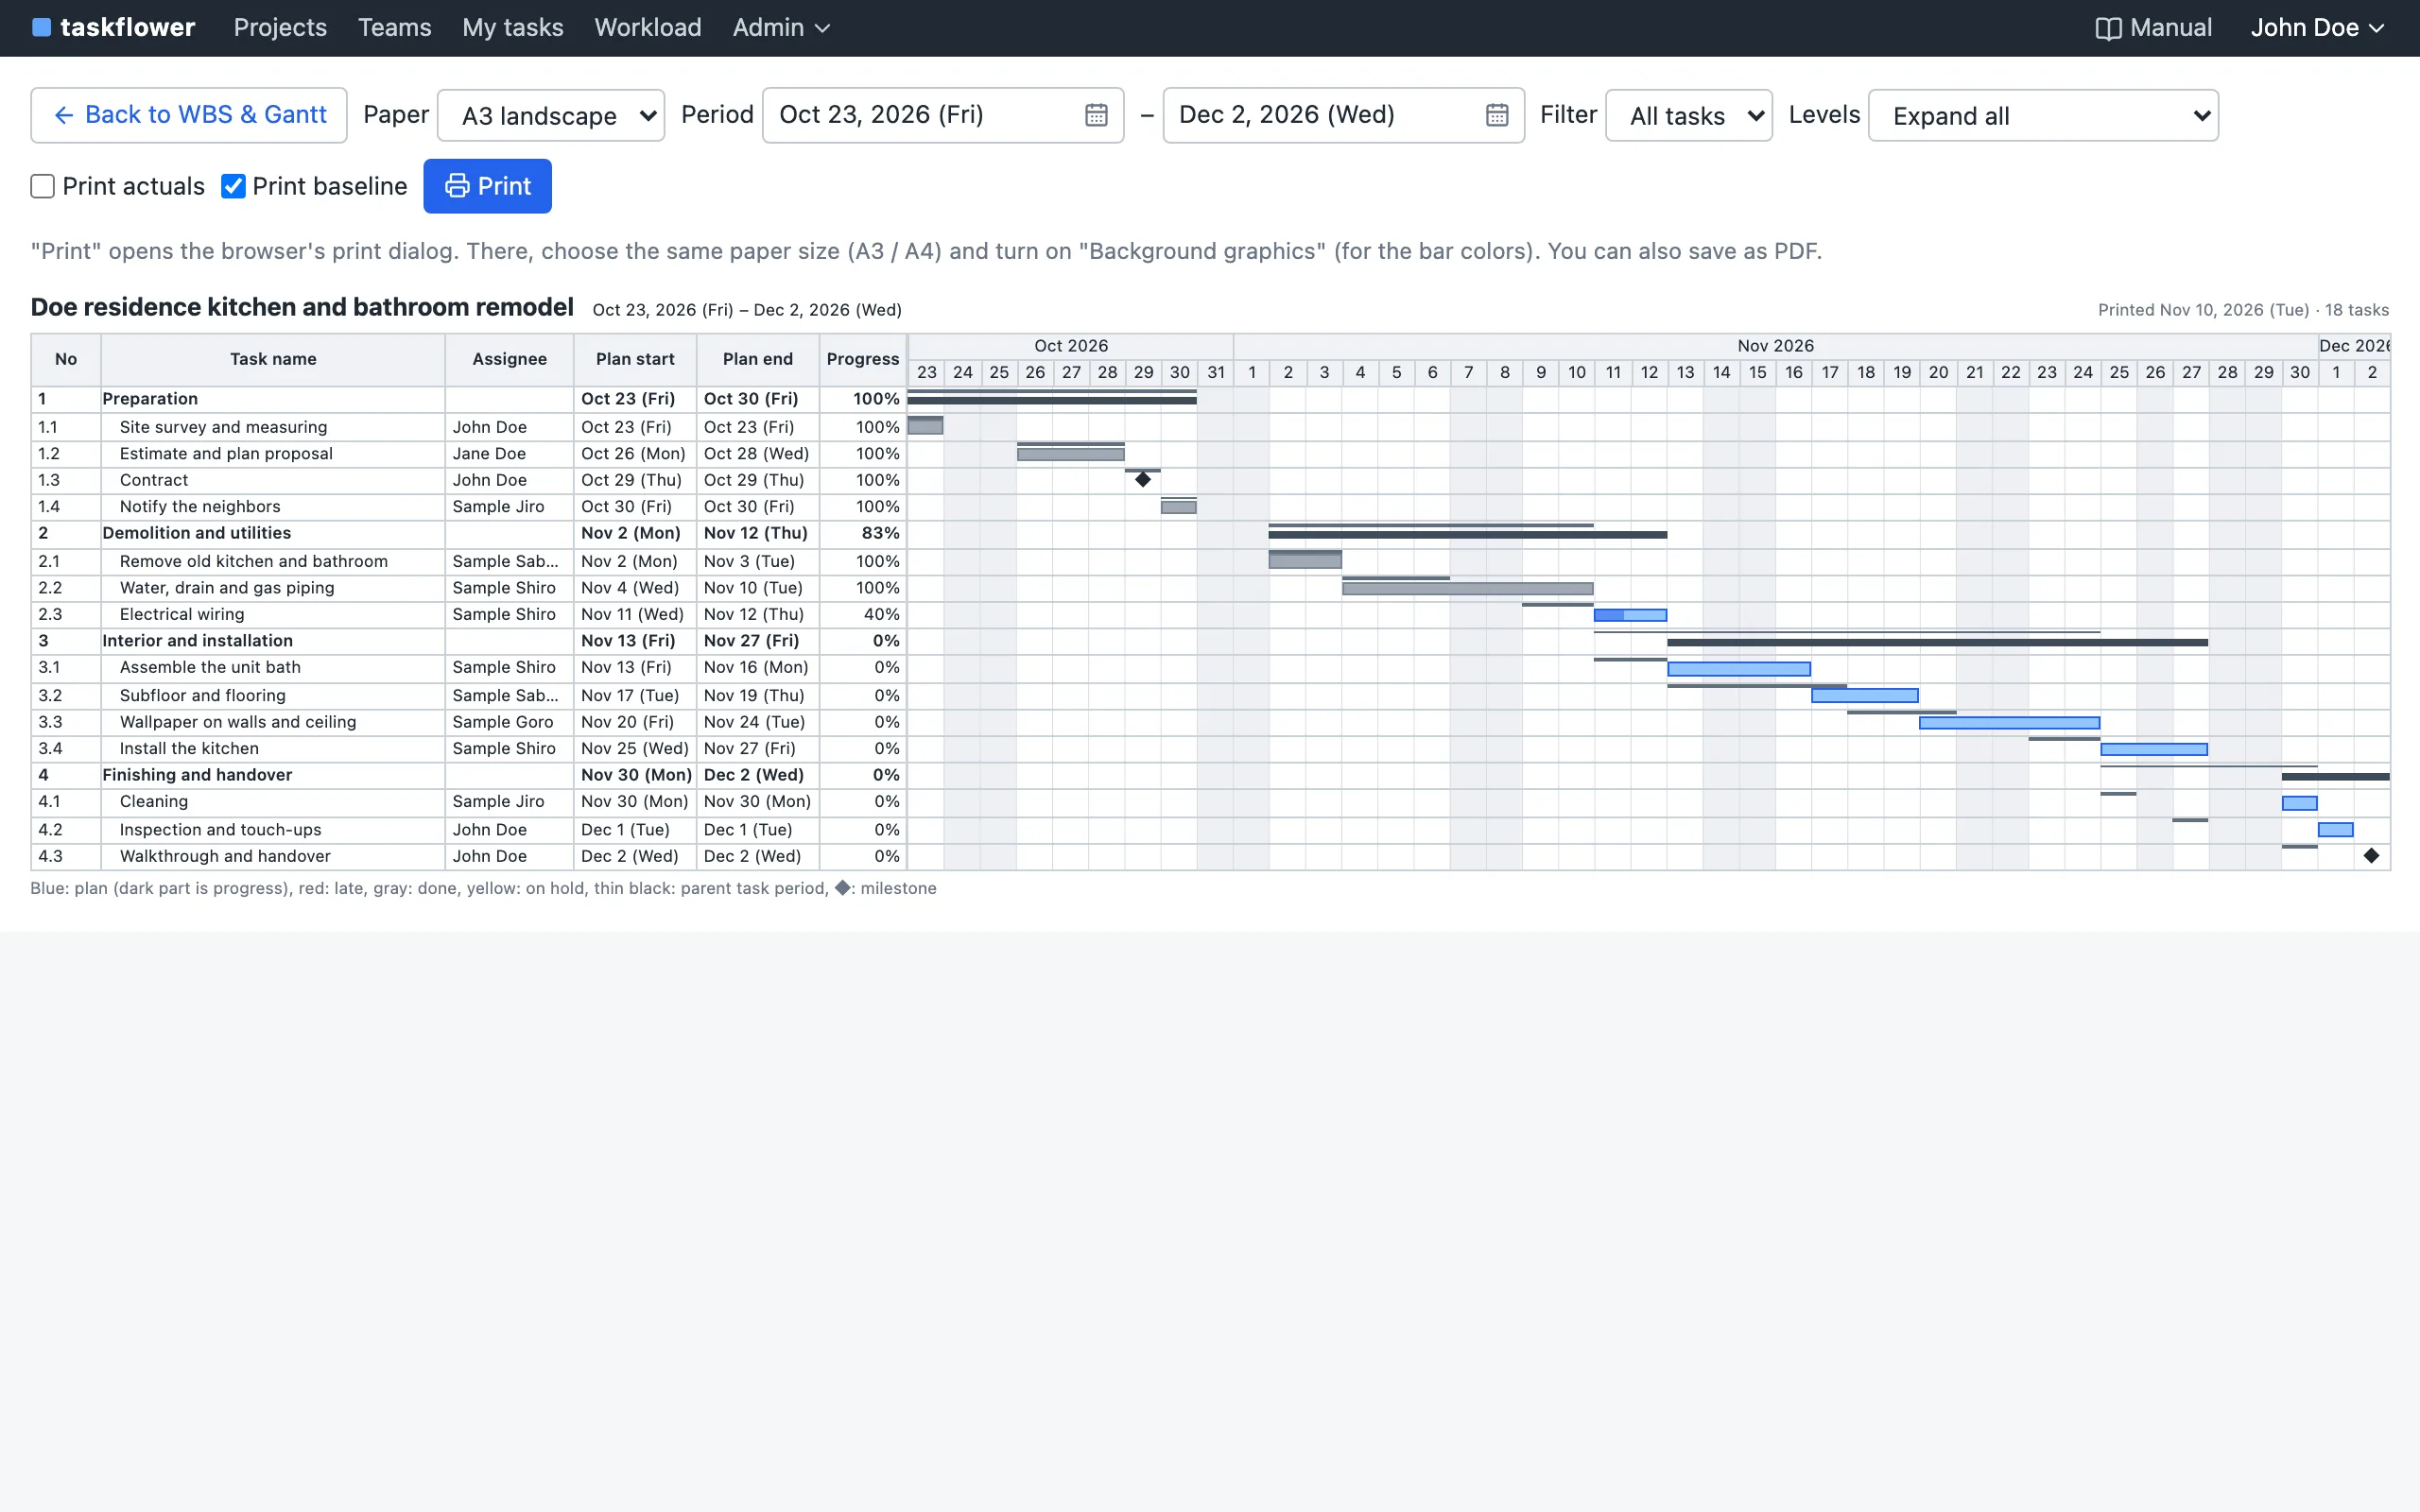 taskflower Projects Teams My tasks Workload Admin Manual John Doe
← Back to WBS & Gantt Paper A3 landscape Period Oct 23, 2026 (Fri) – Dec 2, 2026 (Wed) Filter All tasks Levels Expand all
Print actuals Print baseline Print
"Print" opens the browser's print dialog. There, choose the same paper size (A3 / A4) and turn on "Background graphics" (for the bar colors). You can also save as PDF.
Doe residence kitchen and bathroom remodel Oct 23, 2026 (Fri) – Dec 2, 2026 (Wed) Printed Nov 10, 2026 (Tue) · 18 tasks
No Task name Assignee Plan start Plan end Progress Oct 2026 Nov 2026 Dec 2026
23 24 25 26 27 28 29 30 31 1 2 3 4 5 6 7 8 9 10 11 12 13 14 15 16 17 18 19 20 21 22 23 24 25 26 27 28 29 30 1 2
1 Preparation Oct 23 (Fri) Oct 30 (Fri) 100%
1.1 Site survey and measuring John Doe Oct 23 (Fri) Oct 23 (Fri) 100%
1.2 Estimate and plan proposal Jane Doe Oct 26 (Mon) Oct 28 (Wed) 100%
1.3 Contract John Doe Oct 29 (Thu) Oct 29 (Thu) 100%
1.4 Notify the neighbors Sample Jiro Oct 30 (Fri) Oct 30 (Fri) 100%
2 Demolition and utilities Nov 2 (Mon) Nov 12 (Thu) 83%
2.1 Remove old kitchen and bathroom Sample Sab... Nov 2 (Mon) Nov 3 (Tue) 100%
2.2 Water, drain and gas piping Sample Shiro Nov 4 (Wed) Nov 10 (Tue) 100%
2.3 Electrical wiring Sample Shiro Nov 11 (Wed) Nov 12 (Thu) 40%
3 Interior and installation Nov 13 (Fri) Nov 27 (Fri) 0%
3.1 Assemble the unit bath Sample Shiro Nov 13 (Fri) Nov 16 (Mon) 0%
3.2 Subfloor and flooring Sample Sab... Nov 17 (Tue) Nov 19 (Thu) 0%
3.3 Wallpaper on walls and ceiling Sample Goro Nov 20 (Fri) Nov 24 (Tue) 0%
3.4 Install the kitchen Sample Shiro Nov 25 (Wed) Nov 27 (Fri) 0%
4 Finishing and handover Nov 30 (Mon) Dec 2 (Wed) 0%
4.1 Cleaning Sample Jiro Nov 30 (Mon) Nov 30 (Mon) 0%
4.2 Inspection and touch-ups John Doe Dec 1 (Tue) Dec 1 (Tue) 0%
4.3 Walkthrough and handover John Doe Dec 2 (Wed) Dec 2 (Wed) 0%
Blue: plan (dark part is progress), red: late, gray: done, yellow: on hold, thin black: parent task period, ◆: milestone